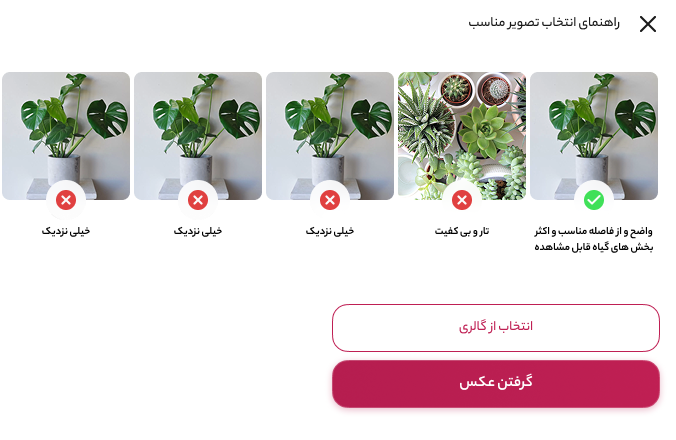 راهنمای انتخاب تصویر مناسب
واضح و از فاصله مناسب و اکثر
بخش های گیاه قابل مشاهده
تار و بی کفیت
خیلی نزدیک
خیلی نزدیک
خیلی نزدیک
انتخاب از گالری
گرفتن عکس